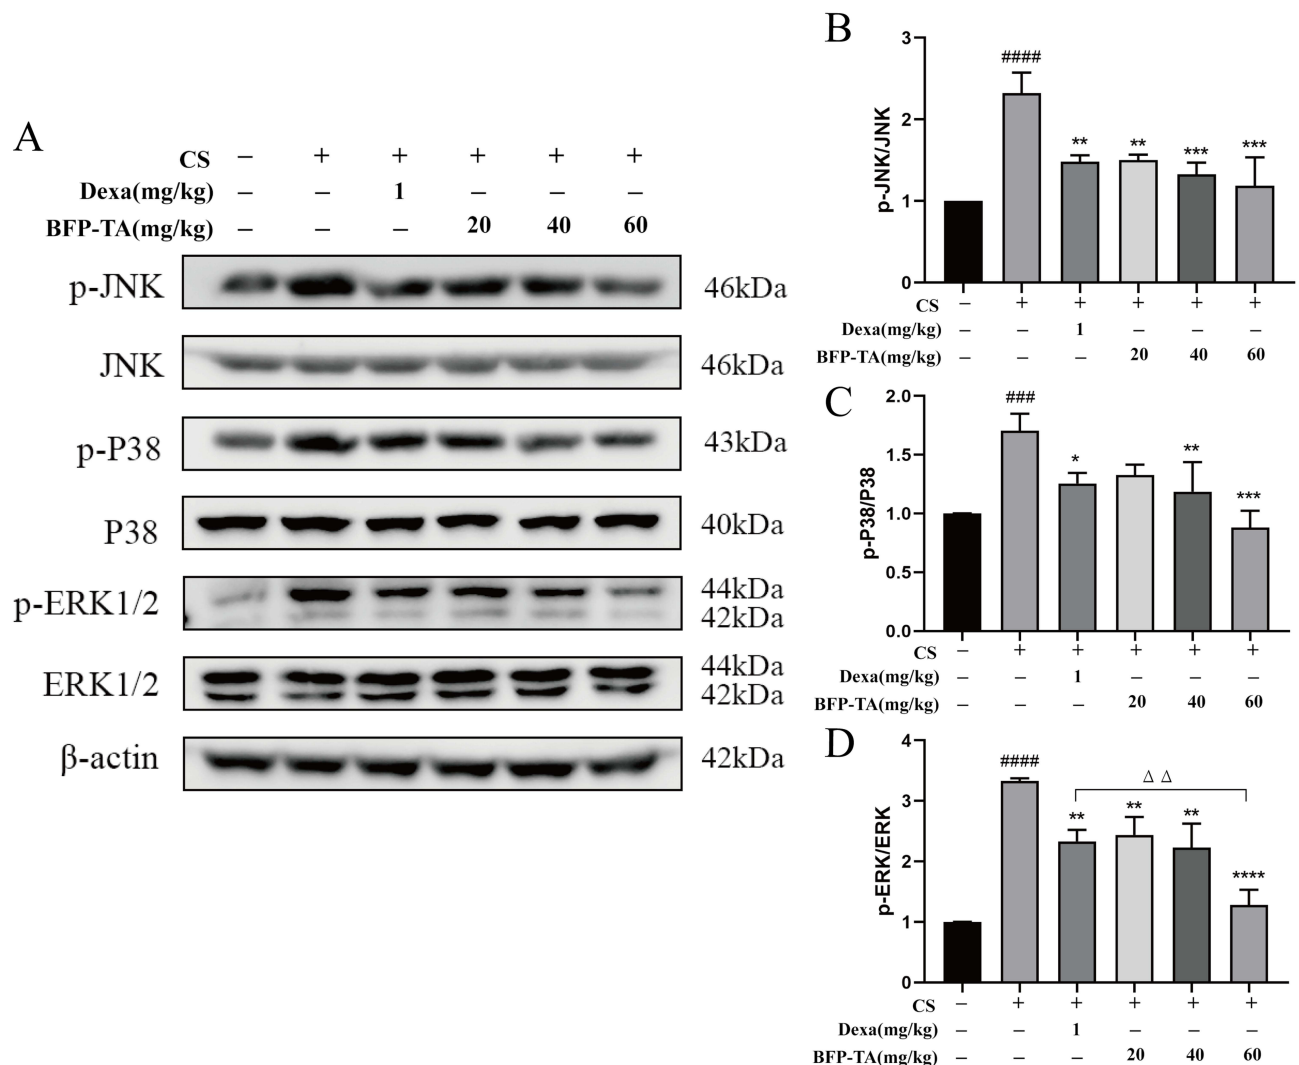 A
CS – + + + + +
Dexa(mg/kg) – – 1 – – –
BFP-TA(mg/kg) – – – 20 40 60
p-JNK 46kDa
JNK 46kDa
p-P38 43kDa
P38 40kDa
p-ERK1/2 44kDa
42kDa
ERK1/2 44kDa
42kDa
β-actin 42kDa
B
p-JNK/JNK
3
2
1
0
####
** ** *** ***
CS – + + + + +
Dexa(mg/kg) – – 1 – – –
BFP-TA(mg/kg) – – – 20 40 60
C
p-P38/P38
2.0
1.5
1.0
0.5
0.0
###
* ** ***
CS – + + + + +
Dexa(mg/kg) – – 1 – – –
BFP-TA(mg/kg) – – – 20 40 60
D
p-ERK/ERK
4
3
2
1
0
####
Δ Δ
** ** ** ****
CS – + + + + +
Dexa(mg/kg) – – 1 – – –
BFP-TA(mg/kg) – – – 20 40 60